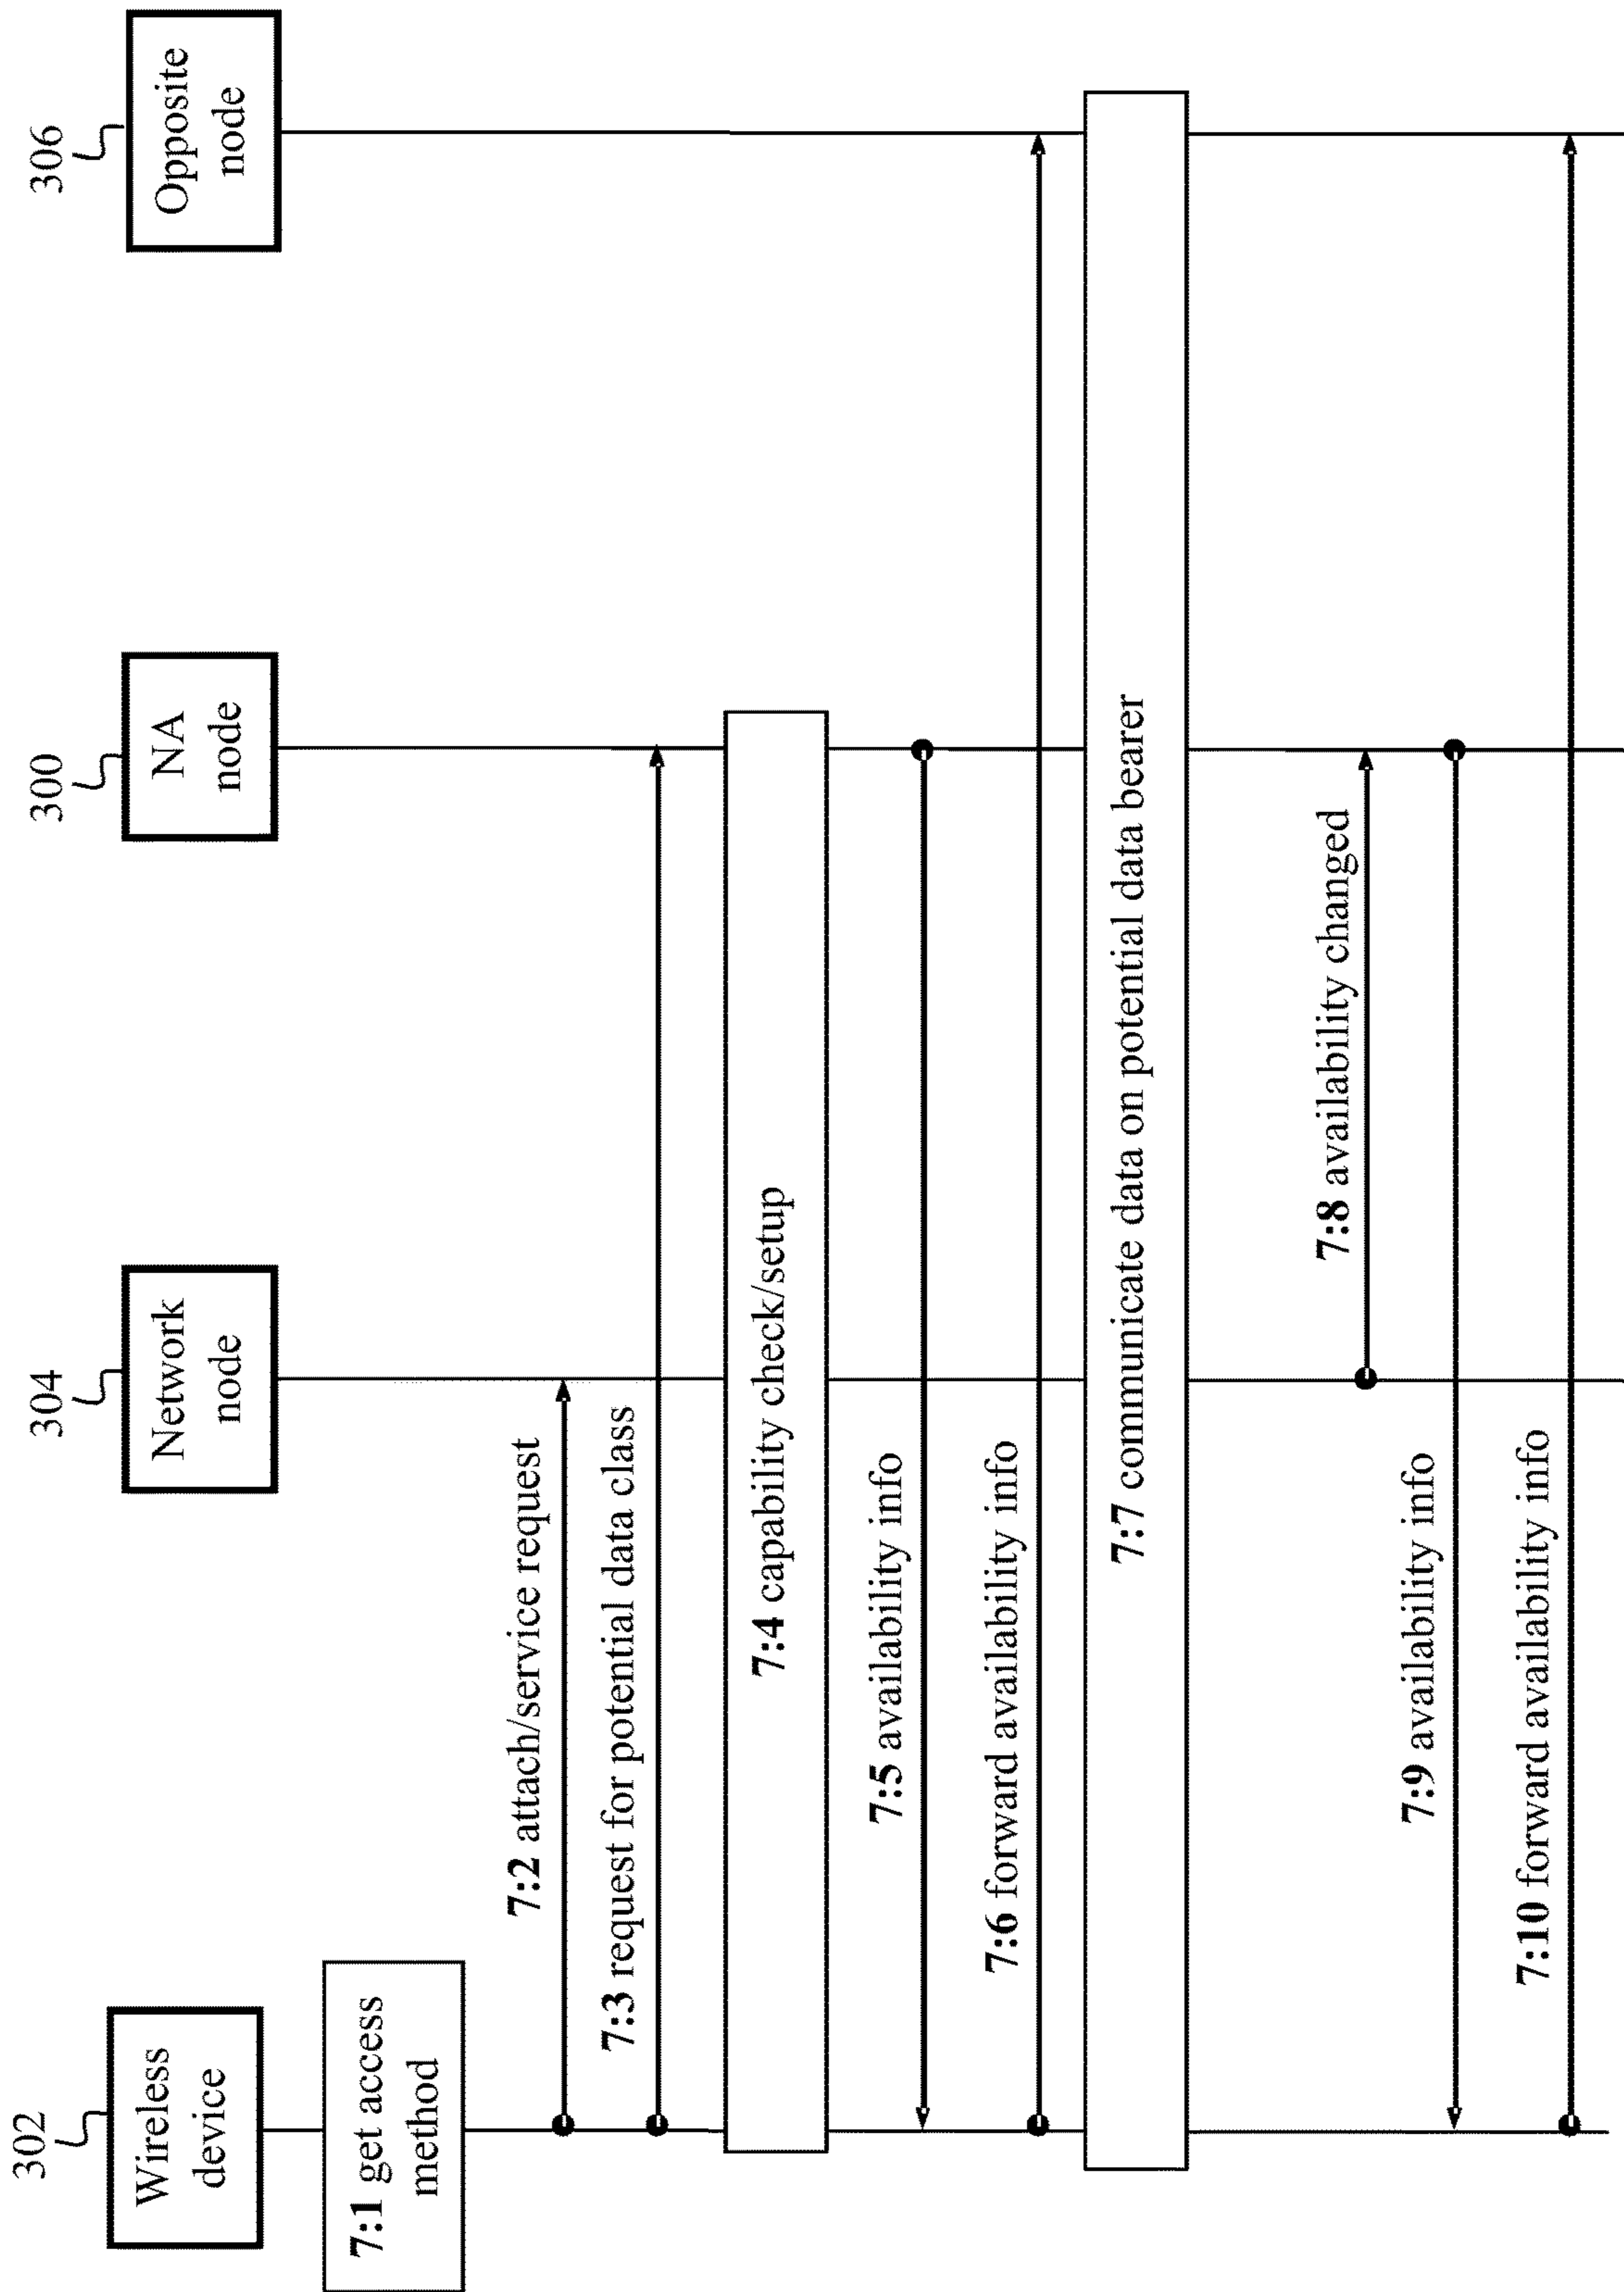 302
304
300
306
Wireless
device
Network
node
NA
node
Opposite
node
7:1 get access
method
7:2 attach/service request
7:3 request for potential data class
7:4 capability check/setup
7:5 availability info
7:6 forward availability info
7:7 communicate data on potential data bearer
7:8 availability changed
7:9 availability info
7:10 forward availability info